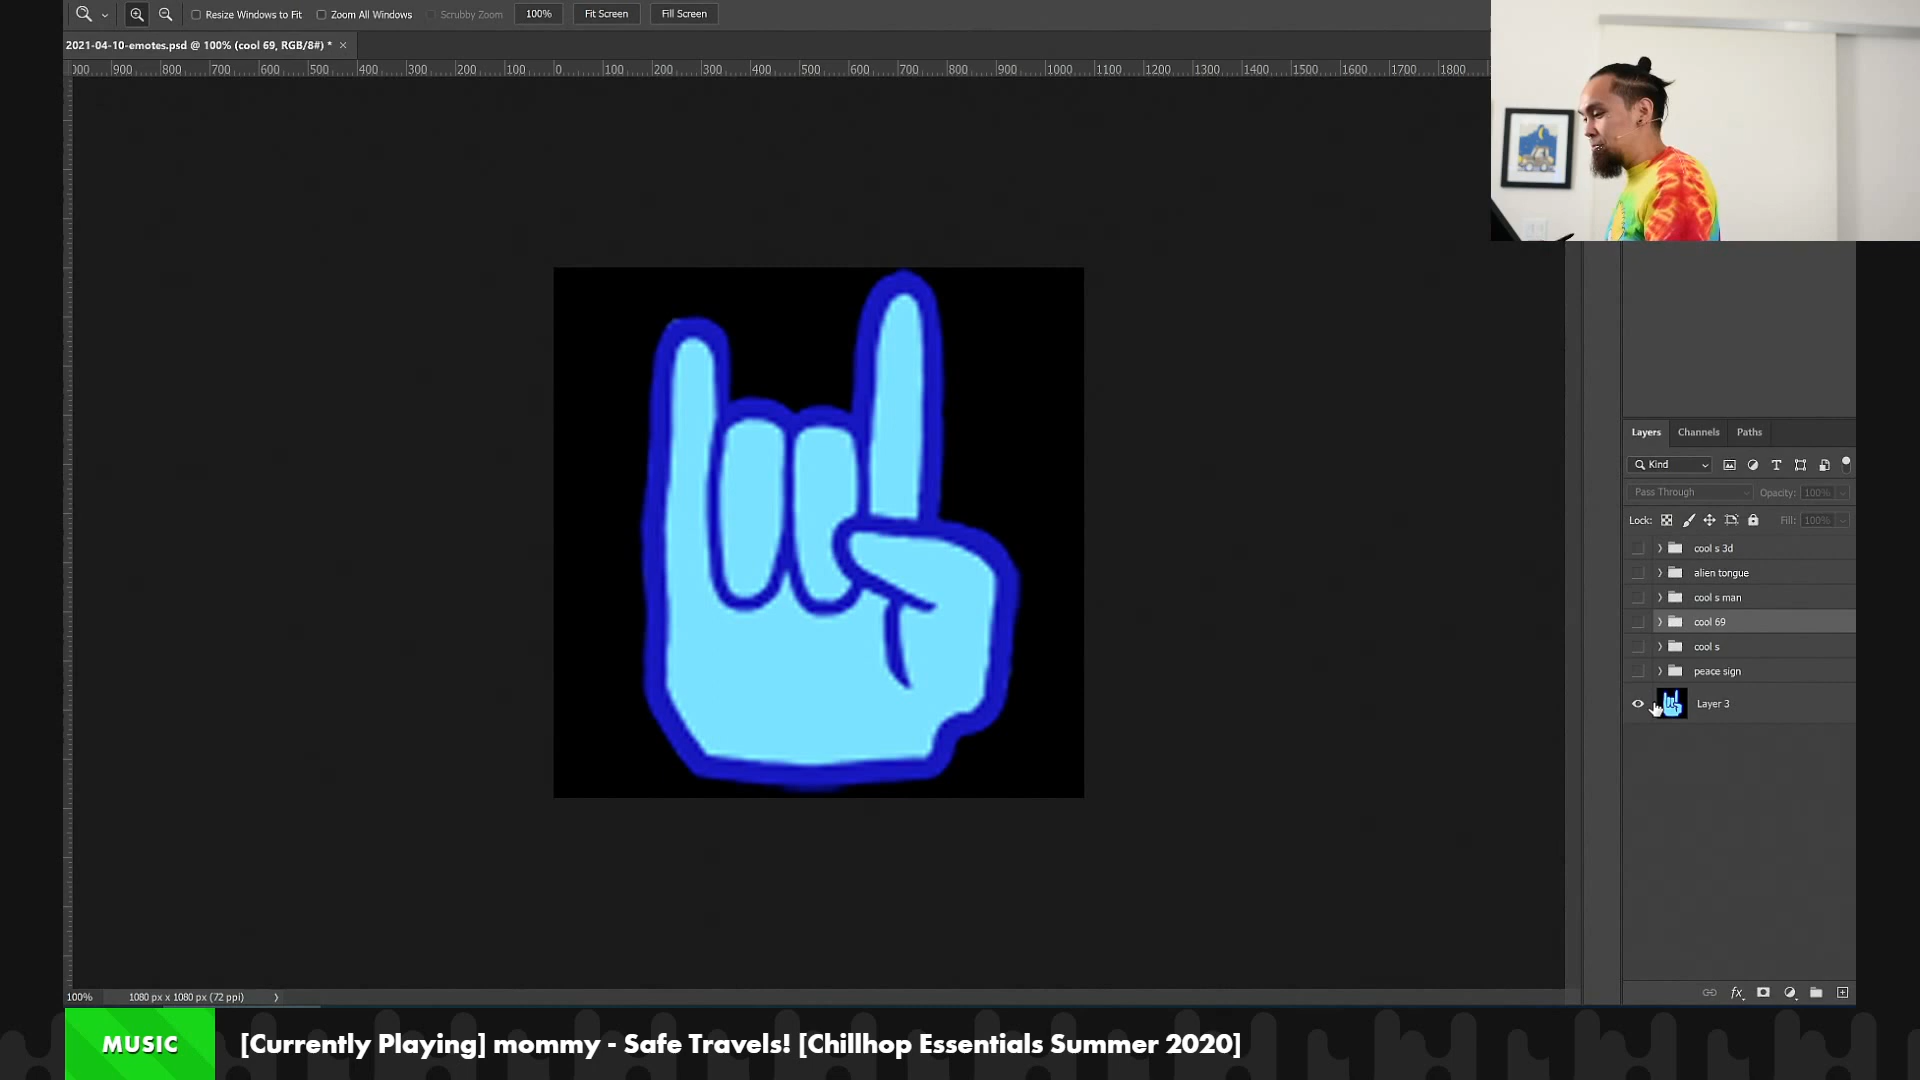 Resize Windows to Fit Zoom All Windows Scrubby Zoom 100% Fit Screen Fill Screen
2021-04-10-emotes.psd @ 100% (cool 69, RGB/8#) * ×
900 800 700 600 500 400 300 200 100 0 100 200 300 400 500 600 700 800 900 1000 1100 1200 1300 1400 1500 1600 1700 1800
Layers Channels Paths
Kind
Pass Through Opacity: 100%
Lock: Fill: 100%
cool s 3d
alien tongue
cool s man
cool 69
cool s
peace sign
Layer 3
fx
100% 1080 px x 1080 px (72 ppi)
MUSIC [Currently Playing] mommy - Safe Travels! [Chillhop Essentials Summer 2020]